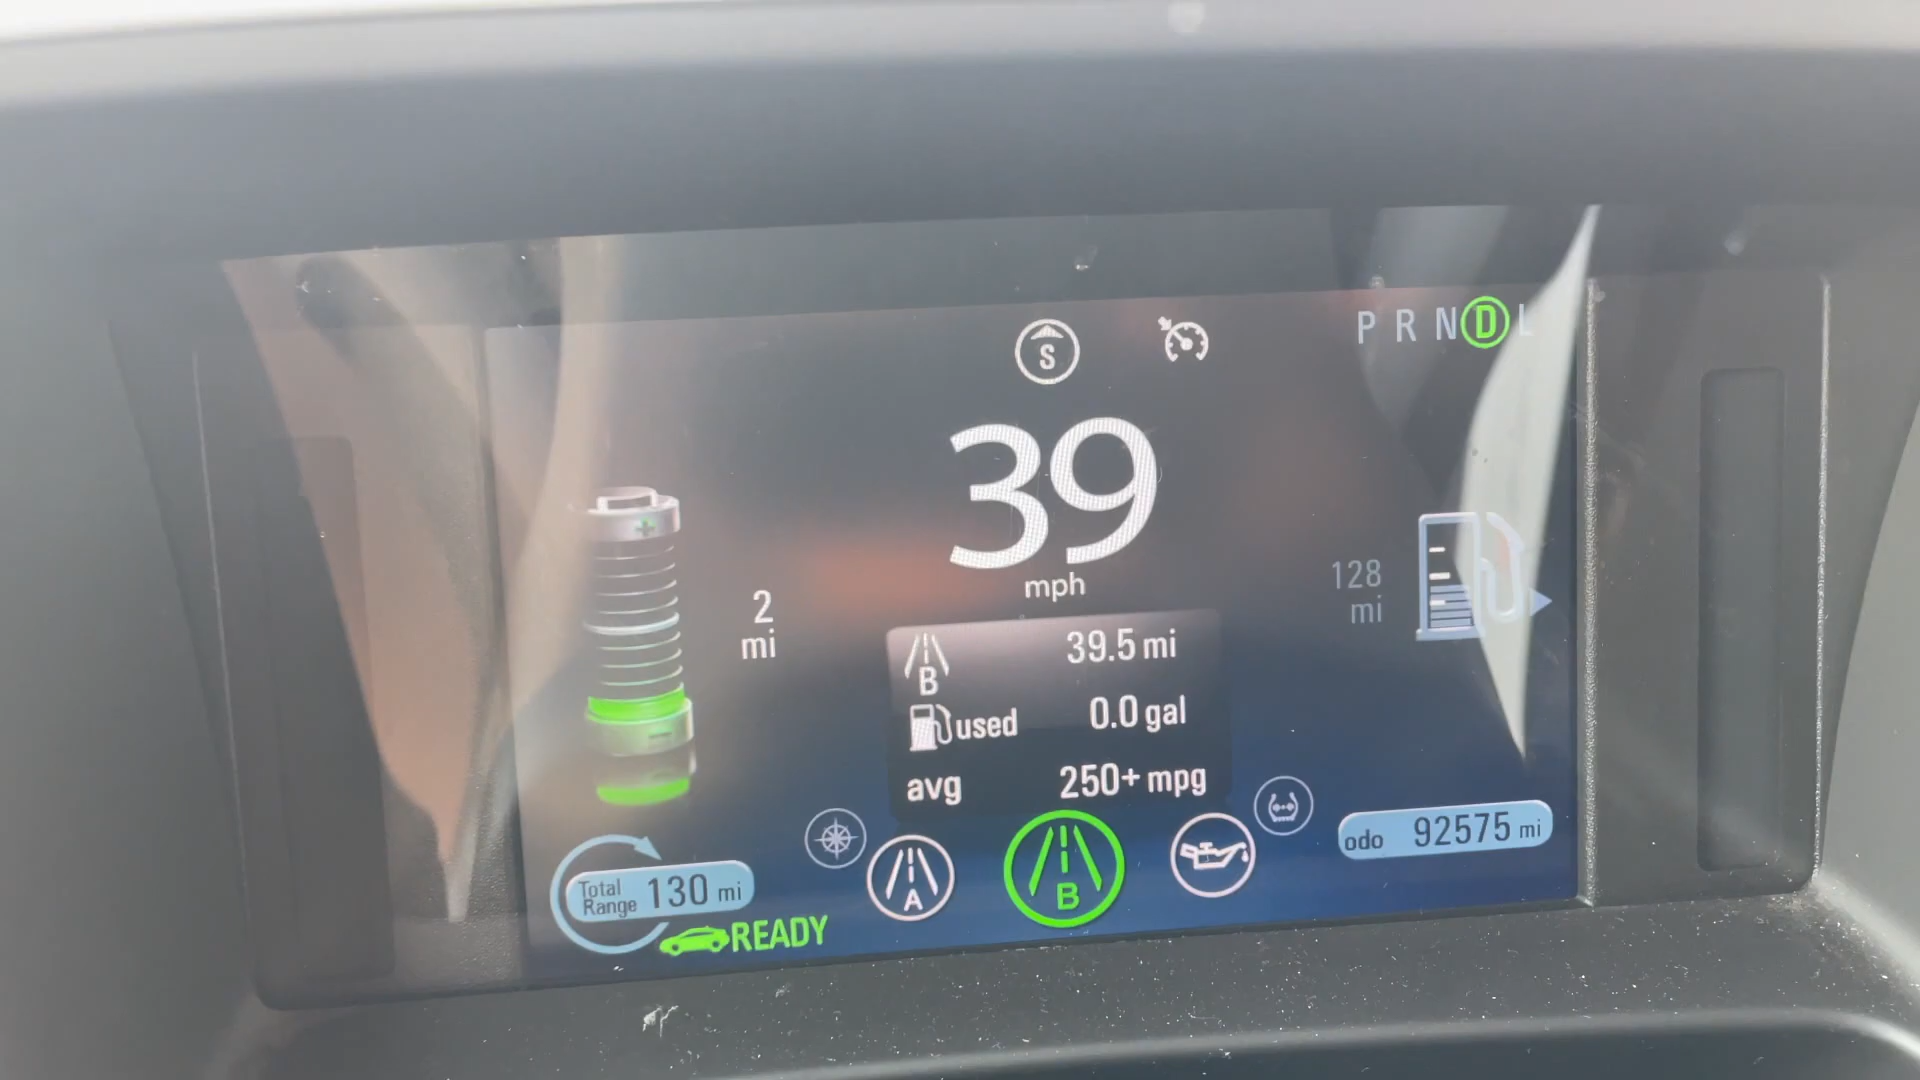 S
P R N D L
39
mph
2
mi
128
mi
B
39.5 mi
used 0.0 gal
avg 250+ mpg
A
B
Total
Range 130 mi
READY
odo 92575 mi